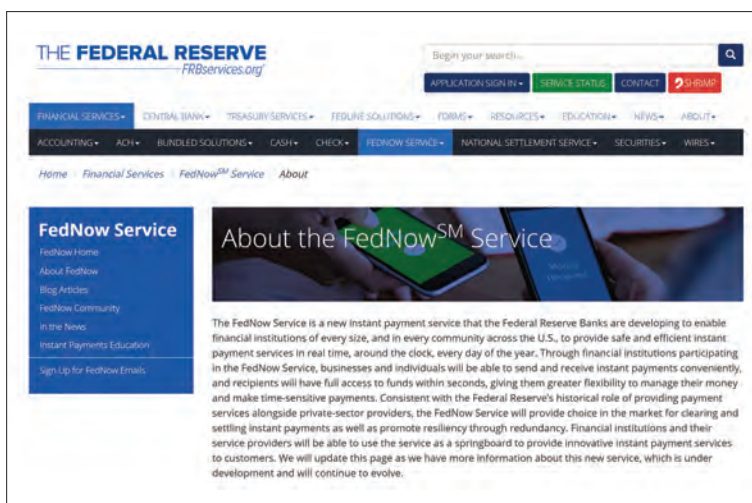 THE FEDERAL RESERVE
FRBservices.org
Begin your search...
APPLICATION SIGN IN
SERVICE STATUS
CONTACT
SHRIMP
FINANCIAL SERVICES
CENTRAL BANK
TREASURY SERVICES
FEDLINE SOLUTIONS
FORMS
RESOURCES
EDUCATION
NEWS
ABOUT
ACCOUNTING
ACH
BUNDLED SOLUTIONS
CASH
CHECK
FEDNOW SERVICE
NATIONAL SETTLEMENT SERVICE
SECURITIES
WIRES
Home Financial Services FedNowSM Service About
FedNow Service
FedNow Home
About FedNow
Blog Articles
FedNow Community
In the News
Instant Payments Education
Sign Up for FedNow Emails
About the FedNowSM Service
The FedNow Service is a new instant payment service that the Federal Reserve Banks are developing to enable
financial institutions of every size, and in every community across the U.S., to provide safe and efficient instant
payment services in real time, around the clock, every day of the year. Through financial institutions participating
in the FedNow Service, businesses and individuals will be able to send and receive instant payments conveniently,
and recipients will have full access to funds within seconds, giving them greater flexibility to manage their money
and make time-sensitive payments. Consistent with the Federal Reserve's historical role of providing payment
services alongside private-sector providers, the FedNow Service will provide choice in the market for clearing and
settling instant payments as well as promote resiliency through redundancy. Financial institutions and their
service providers will be able to use the service as a springboard to provide innovative instant payment services
to customers. We will update this page as we have more information about this new service, which is under
development and will continue to evolve.